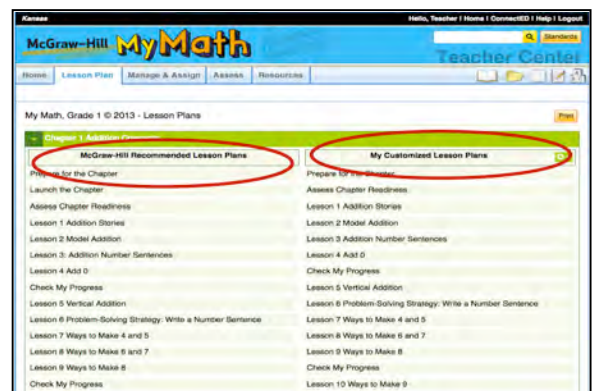 Kansas
Hello, Teacher | Home | ConnectED | Help | Logout
McGraw-Hill My Math
Standards
Teacher Center
Home Lesson Plan Manage & Assign Assess Resources
My Math, Grade 1 © 2013 - Lesson Plans
Print
Chapter 1 Addition
McGraw-Hill Recommended Lesson Plans
My Customized Lesson Plans
Prepare for the Chapter
Prepare for the Chapter
Launch the Chapter
Assess Chapter Readiness
Assess Chapter Readiness
Lesson 1 Addition Stories
Lesson 1 Addition Stories
Lesson 2 Model Addition
Lesson 2 Model Addition
Lesson 3 Addition Number Sentences
Lesson 3: Addition Number Sentences
Lesson 4 Add 0
Lesson 4 Add 0
Check My Progress
Check My Progress
Lesson 5 Vertical Addition
Lesson 5 Vertical Addition
Lesson 6 Problem-Solving Strategy: Write a Number Sentence
Lesson 6 Problem-Solving Strategy: Write a Number Sentence
Lesson 7 Ways to Make 4 and 5
Lesson 7 Ways to Make 4 and 5
Lesson 8 Ways to Make 6 and 7
Lesson 8 Ways to Make 6 and 7
Lesson 9 Ways to Make 8
Lesson 9 Ways to Make 8
Check My Progress
Check My Progress
Lesson 10 Ways to Make 9